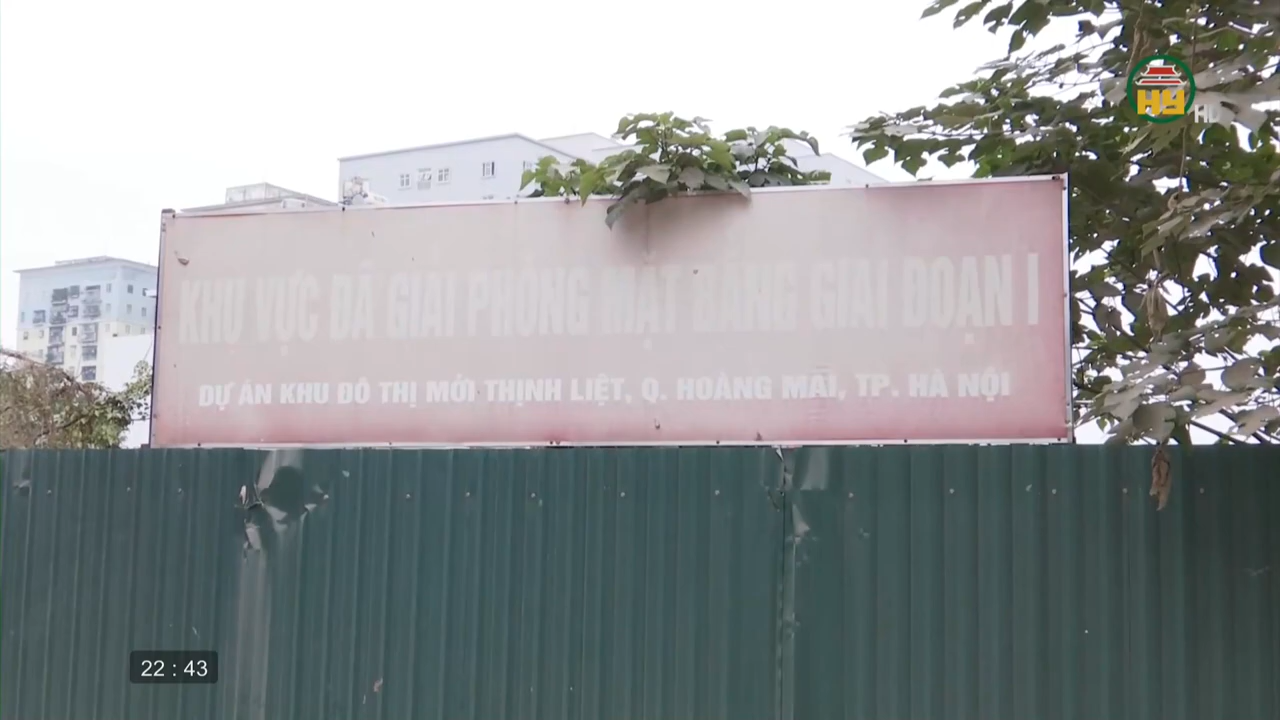 HY HD
KHU VỰC ĐÃ GIẢI PHÓNG MẶT BẰNG GIAI ĐOẠN I
DỰ ÁN KHU ĐÔ THỊ MỚI THỊNH LIỆT, Q. HOÀNG MAI, TP. HÀ NỘI
22 : 43